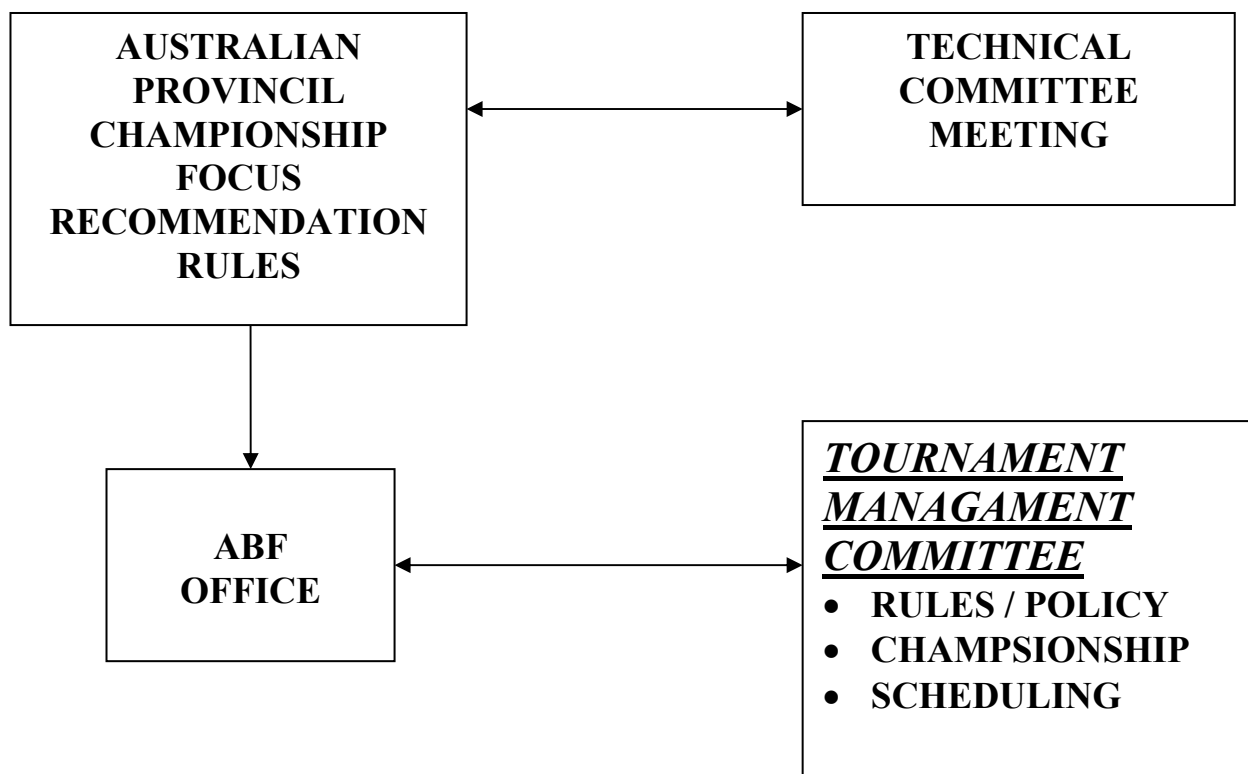 AUSTRALIAN
PROVINCIL
CHAMPIONSHIP
FOCUS
RECOMMENDATION
RULES
TECHNICAL
COMMITTEE
MEETING
ABF
OFFICE
TOURNAMENT
MANAGAMENT
COMMITTEE
• RULES / POLICY
• CHAMPSIONSHIP
• SCHEDULING